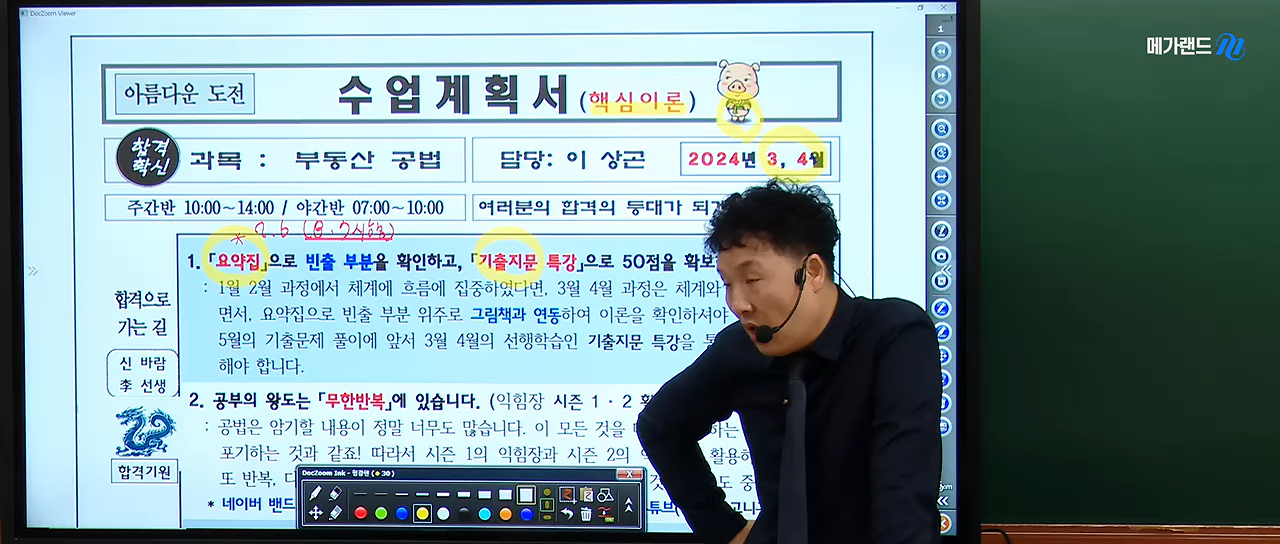 DocZoom Viewer
메가랜드
1
아름다운 도전
수업계획서 (핵심이론)
합격
확신
과목 : 부동산 공법
담당: 이 상곤
2024년 3, 4월
주간반 10:00~14:00 / 야간반 07:00~10:00
여러분의 합격의 등대가 되
1. 「요약집」으로 빈출 부분을 확인하고, 「기출지문 특강」으로 50점을 확보
: 1월 2월 과정에서 체계에 흐름에 집중하였다면, 3월 4월 과정은 체계와
면서, 요약집으로 빈출 부분 위주로 그림책과 연동하여 이론을 확인하셔야
5월의 기출문제 풀이에 앞서 3월 4월의 선행학습인 기출지문 특강을
해야 합니다.
합격으로
가는 길
신 바람
李 선생
합격기원
2. 공부의 왕도는 「무한반복」에 있습니다. (익힘장 시즌 1 · 2
: 공법은 암기할 내용이 정말 너무도 많습니다. 이 모든 것을 하는
포기하는 것과 같죠! 따라서 시즌 1의 익힘장과 시즌 2의 활용하
또 반복, 도 중
* 네이버 밴드
DocZoom Ink - 형광펜 ( 30 )